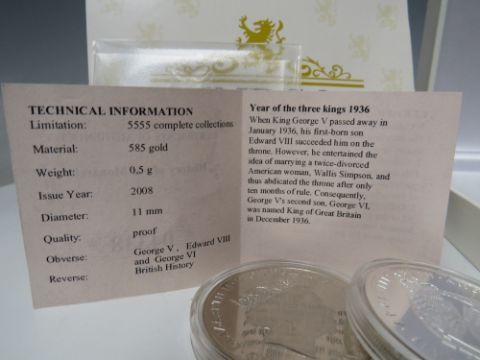 TECHNICAL INFORMATION
Limitation: 5555 complete collections
Material: 585 gold
Weight: 0,5 g
Issue Year: 2008
Diameter: 11 mm
Quality: proof
Obverse: George V , Edward VIII
and George VI
Reverse: British History
Year of the three kings 1936
When King George V passed away in
January 1936, his first-born son
Edward VIII succeeded him on the
throne. However, he entertained the
idea of marrying a twice-divorced
American woman, Wallis Simpson, and
thus abdicated the throne after only
ten months of rule. Consequently,
George V's second son, George VI,
was named King of Great Britain
in December 1936.